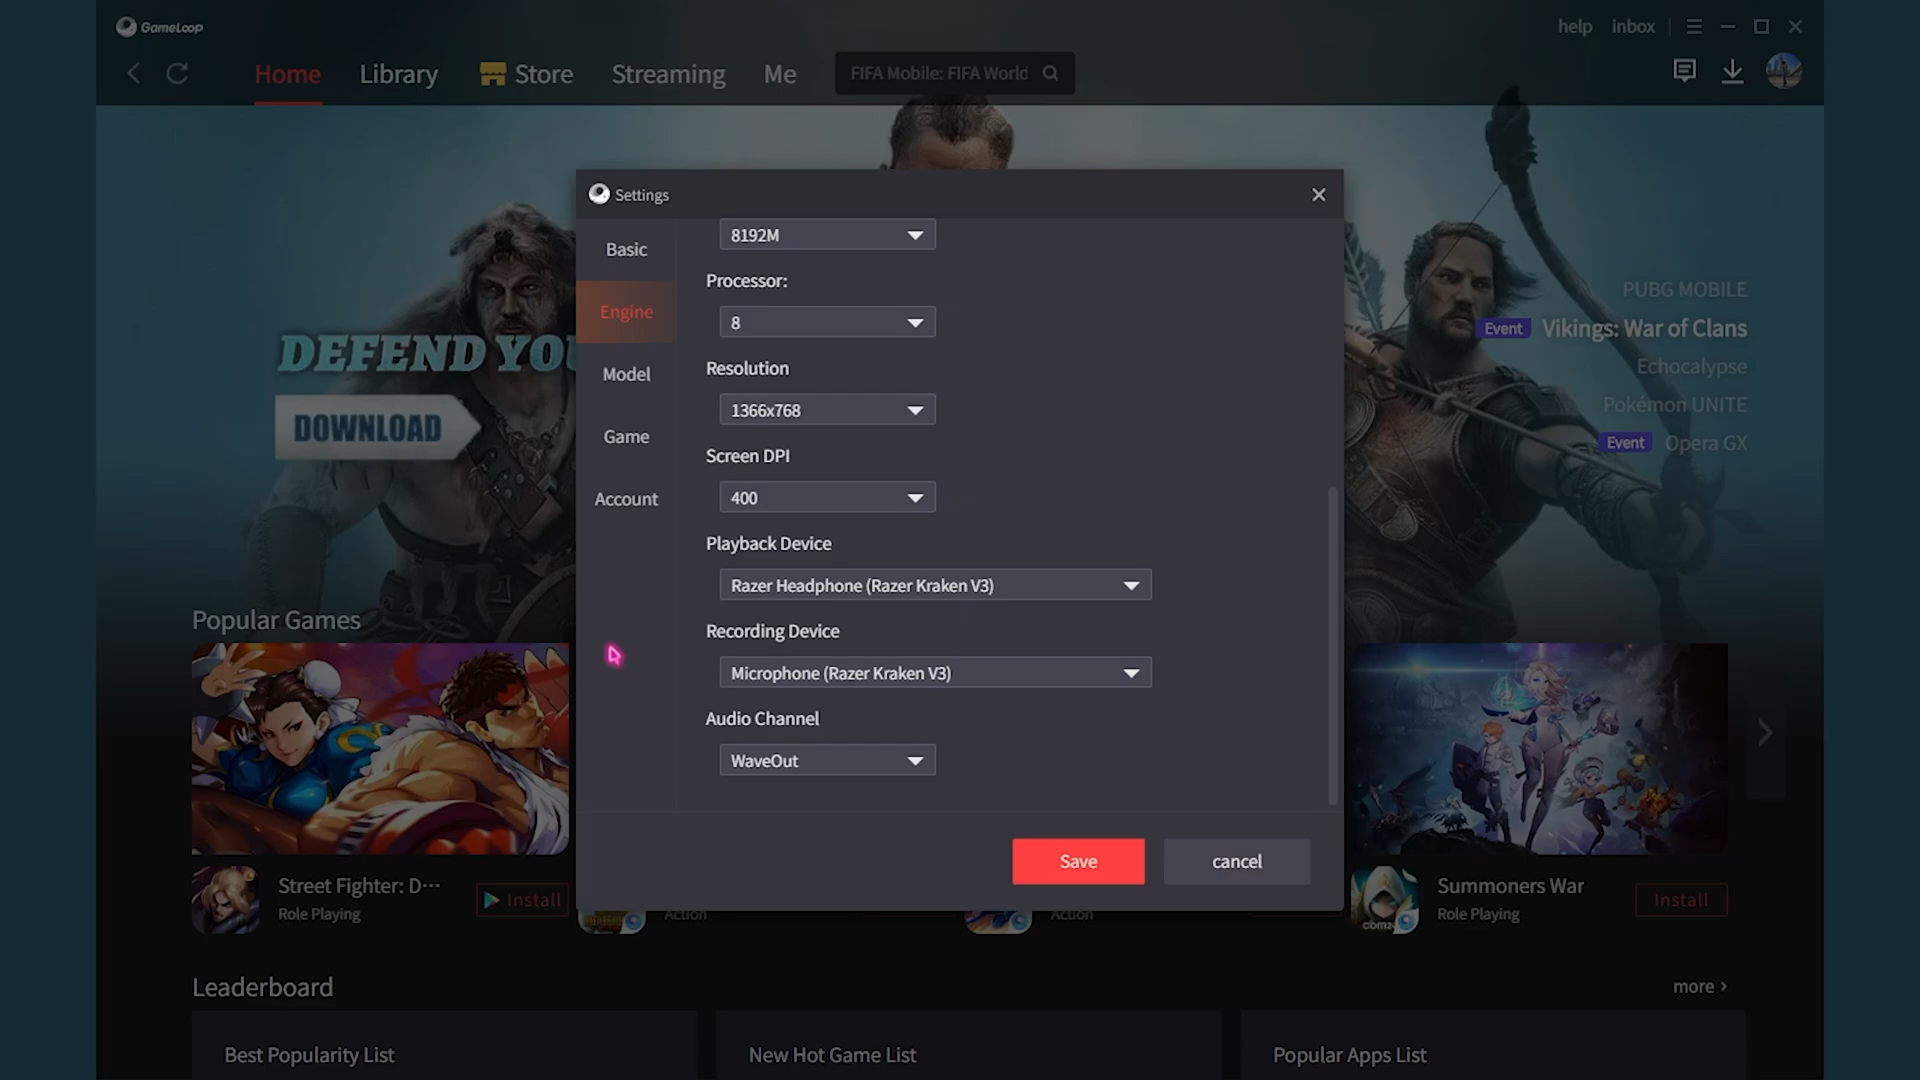 GameLoop
help
inbox
Home
Library
Store
Streaming
Me
FIFA Mobile: FIFA World
DEFEND YOU
DOWNLOAD
PUBG MOBILE
Event Vikings: War of Clans
Echocalypse
Pokémon UNITE
Event Opera GX
Settings
Basic
Engine
Model
Game
Account
8192M
Processor:
8
Resolution
1366x768
Screen DPI
400
Playback Device
Razer Headphone (Razer Kraken V3)
Recording Device
Microphone (Razer Kraken V3)
Audio Channel
WaveOut
Save
cancel
Popular Games
Street Fighter: D···
Role Playing
Install
Action
Action
Summoners War
Role Playing
Install
Leaderboard
more >
Best Popularity List
New Hot Game List
Popular Apps List